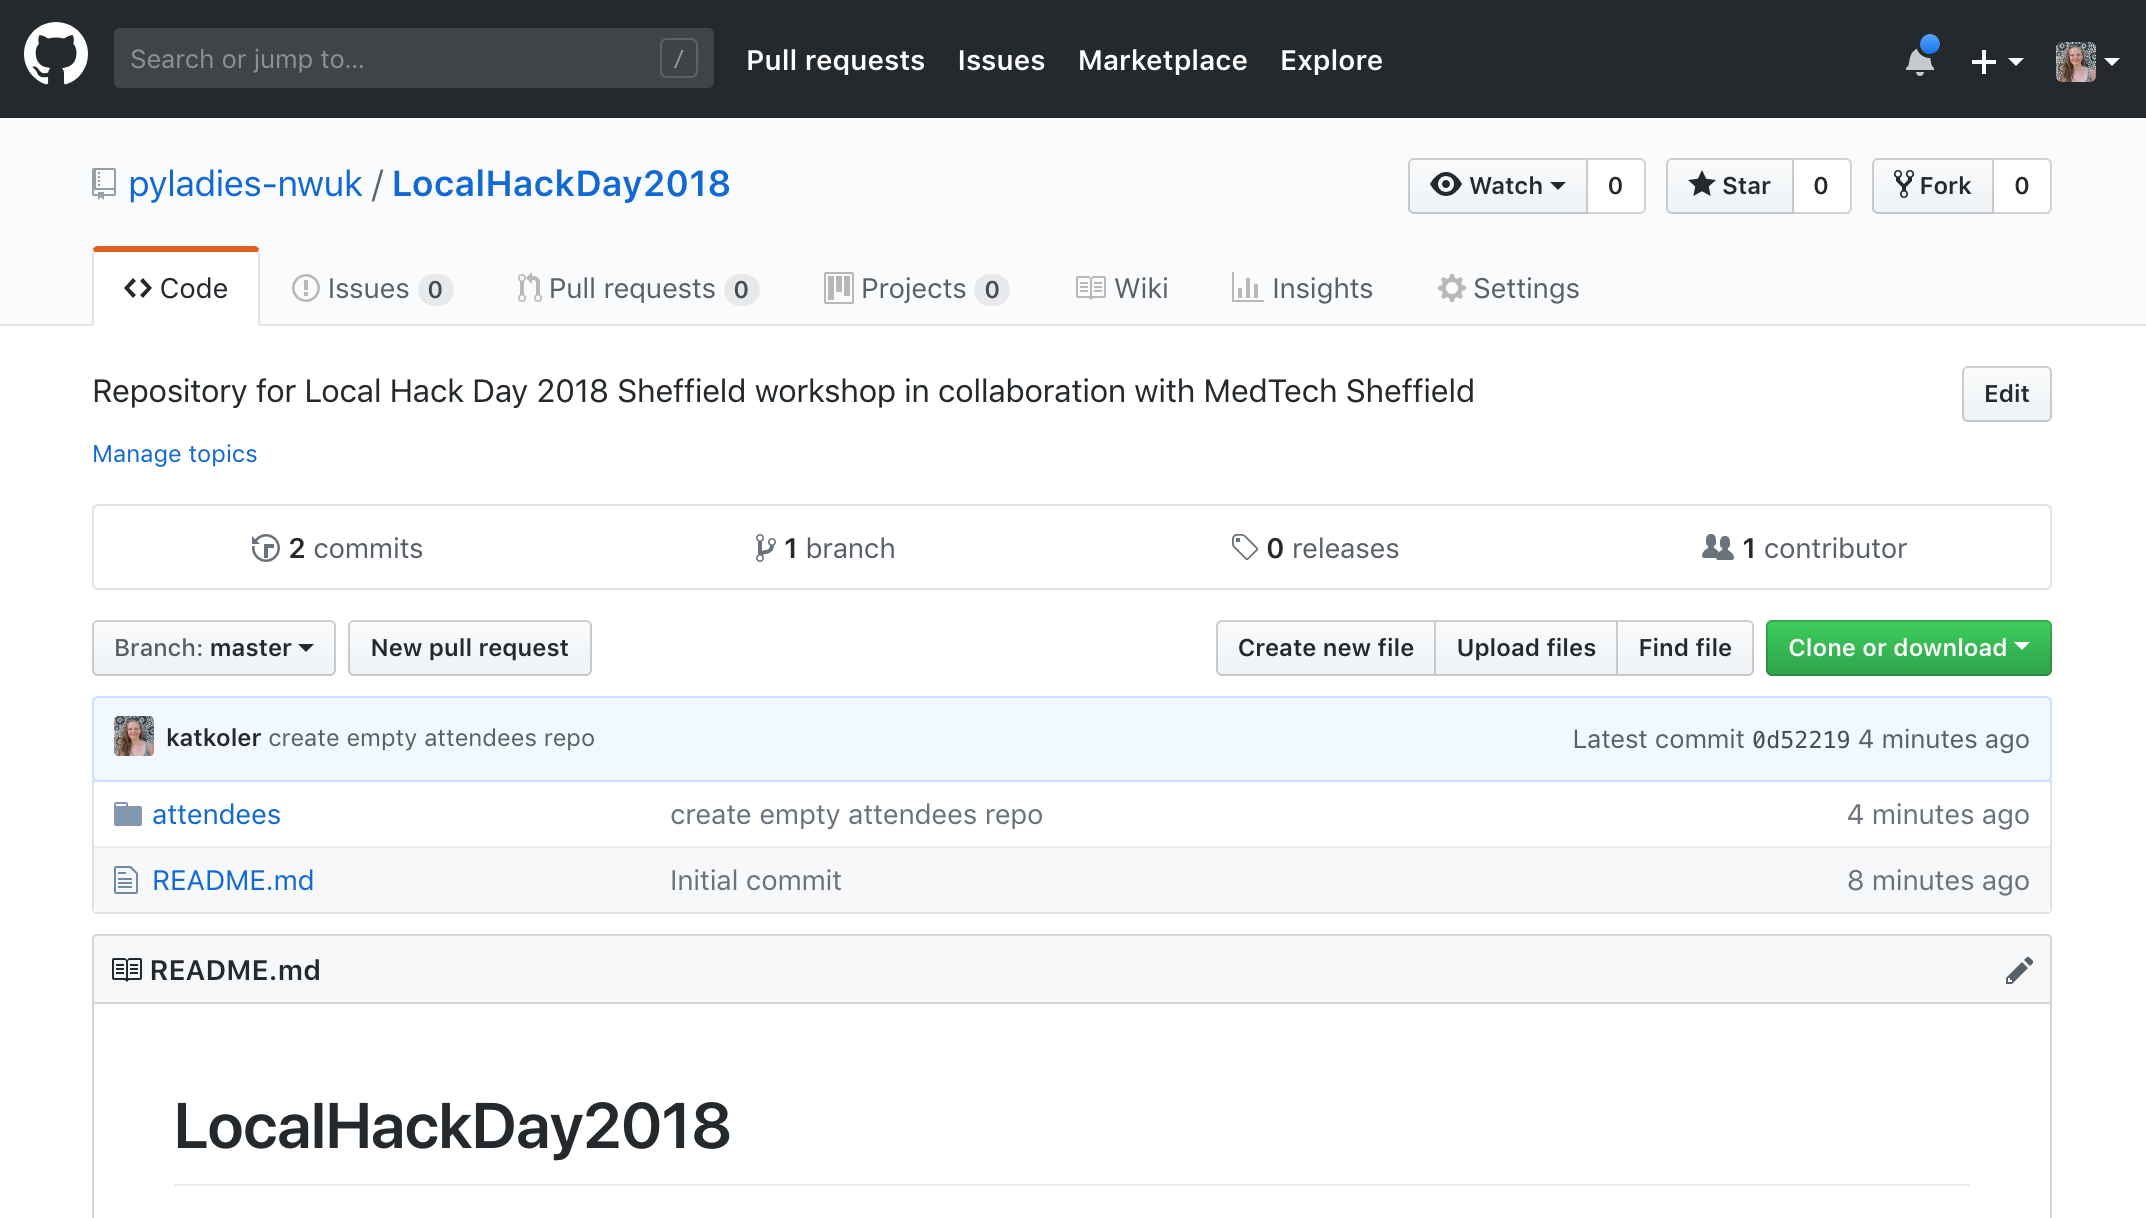 Search or jump to... / Pull requests Issues Marketplace Explore
pyladies-nwuk / LocalHackDay2018 Watch 0 Star 0 Fork 0
Code Issues 0 Pull requests 0 Projects 0 Wiki Insights Settings
Repository for Local Hack Day 2018 Sheffield workshop in collaboration with MedTech Sheffield Edit
Manage topics
2 commits 1 branch 0 releases 1 contributor
Branch: master New pull request Create new file Upload files Find file Clone or download
katkoler create empty attendees repo Latest commit 0d52219 4 minutes ago
attendees create empty attendees repo 4 minutes ago
README.md Initial commit 8 minutes ago
README.md
LocalHackDay2018